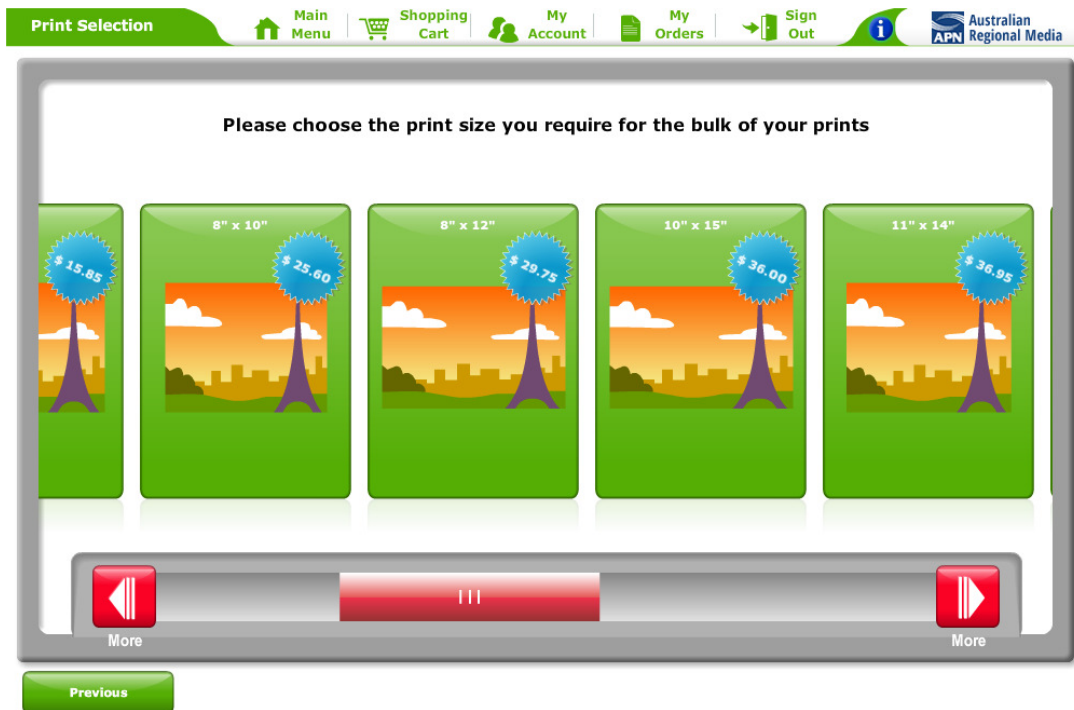 Print Selection
Main Menu
Shopping Cart
My Account
My Orders
Sign Out
i
APN Australian Regional Media
Please choose the print size you require for the bulk of your prints
$ 15.85
8" x 10"
$ 25.60
8" x 12"
$ 29.75
10" x 15"
$ 36.00
11" x 14"
$ 36.95
More
More
Previous